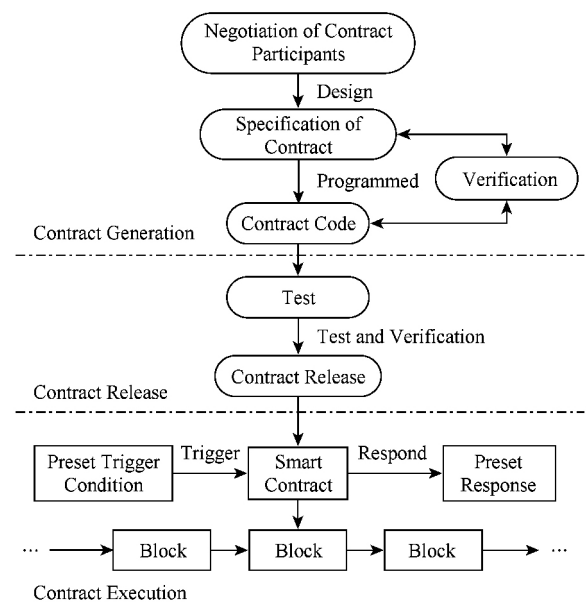 Negotiation of Contract
Participants
Design
Specification of
Contract
Programmed
Verification
Contract Code
Contract Generation
Test
Test and Verification
Contract Release
Contract Release
Preset Trigger
Condition
Trigger
Smart
Contract
Respond
Preset
Response
...
Block
Block
Block
...
Contract Execution